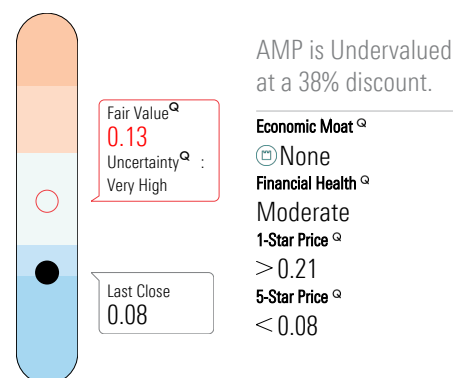 AMP is Undervalued
at a 38% discount.
Fair Value Q
0.13
Uncertainty Q :
Very High
Last Close
0.08
Economic Moat Q
None
Financial Health Q
Moderate
1-Star Price Q
>0.21
5-Star Price Q
<0.08